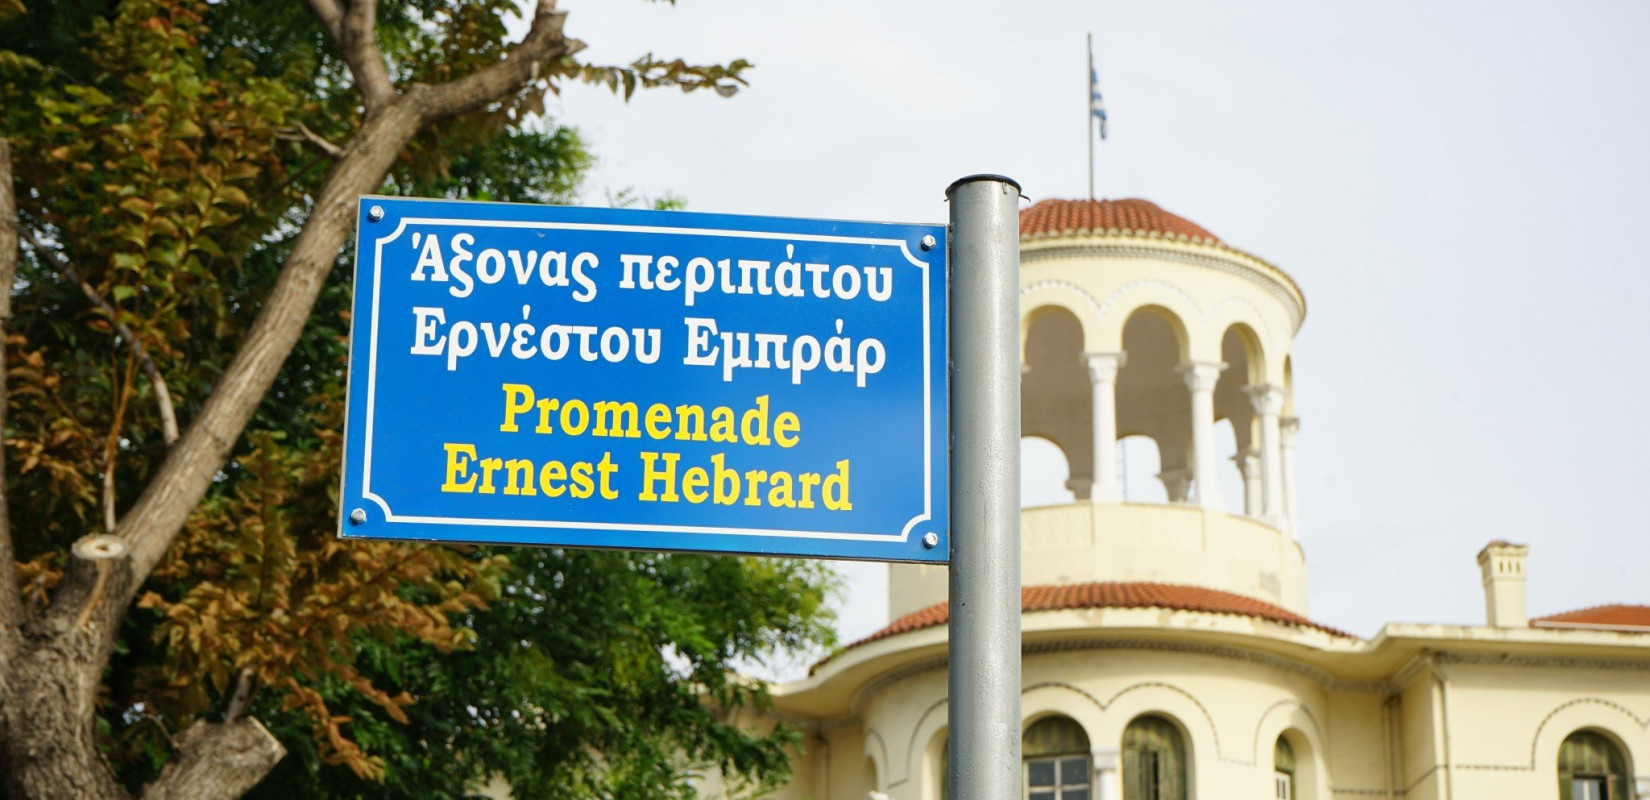 Άξονας περιπάτου
Ερνέστου Εμπράρ
Promenade
Ernest Hebrard